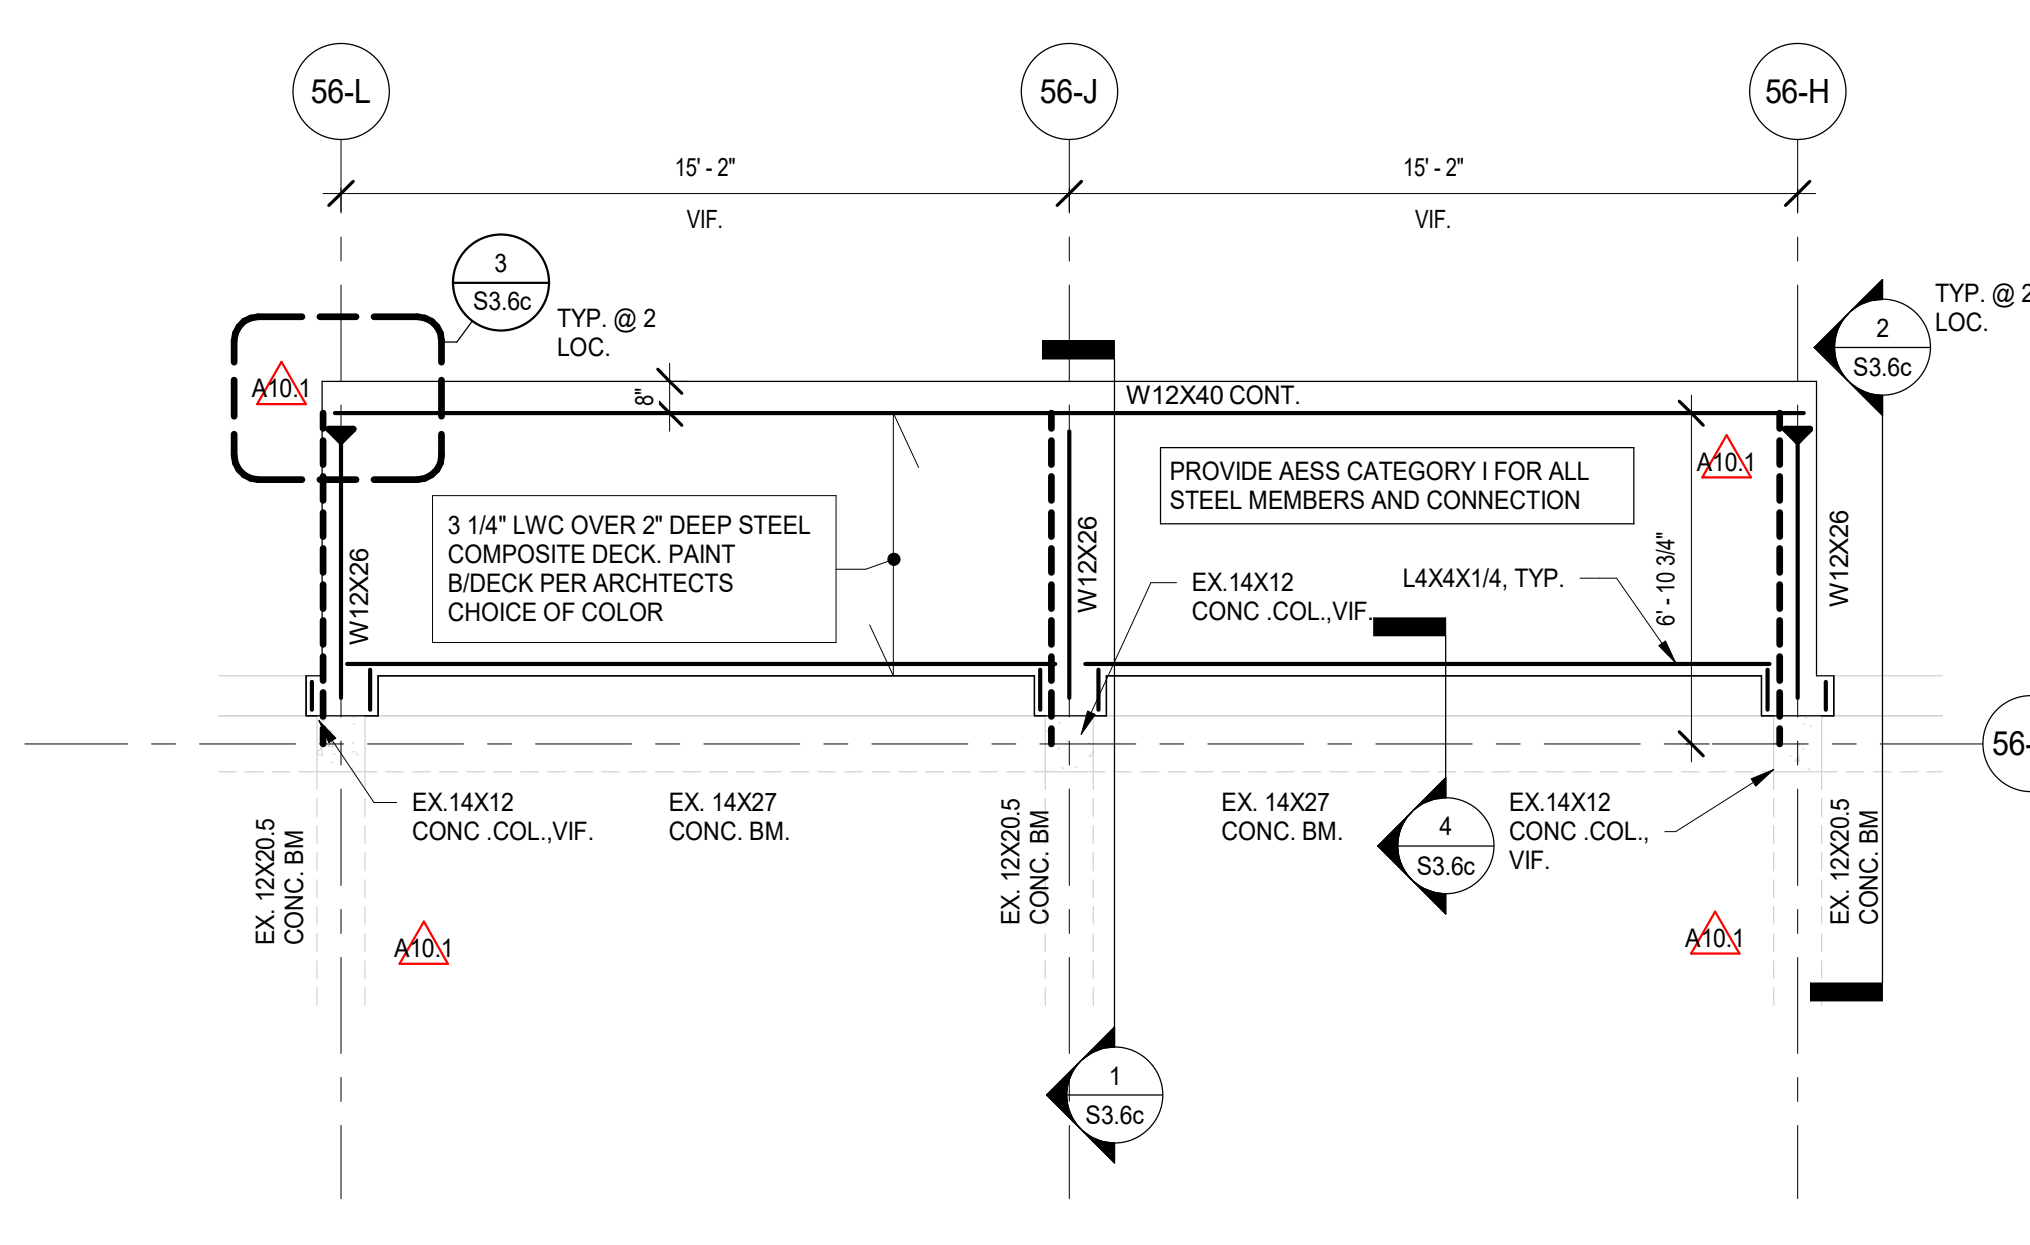 56-L
56-J
56-H
15' - 2"
15' - 2"
VIF.
VIF.
3
S3.6c
TYP. @ 2
LOC.
TYP. @ 2
LOC.
2
S3.6c
A10.1
8"
W12X40 CONT.
A10.1
PROVIDE AESS CATEGORY I FOR ALL
STEEL MEMBERS AND CONNECTION
3 1/4" LWC OVER 2" DEEP STEEL
COMPOSITE DECK. PAINT
B/DECK PER ARCHTECTS
CHOICE OF COLOR
W12X26
W12X26
EX.14X12
CONC .COL.,VIF.
L4X4X1/4, TYP.
6' - 10 3/4"
W12X26
56-
EX.14X12
CONC .COL.,VIF.
EX. 14X27
CONC. BM.
EX. 14X27
CONC. BM.
4
S3.6c
EX.14X12
CONC .COL.,
VIF.
EX. 12X20.5
CONC. BM
EX. 12X20.5
CONC. BM
EX. 12X20.5
CONC. BM
A10.1
A10.1
1
S3.6c